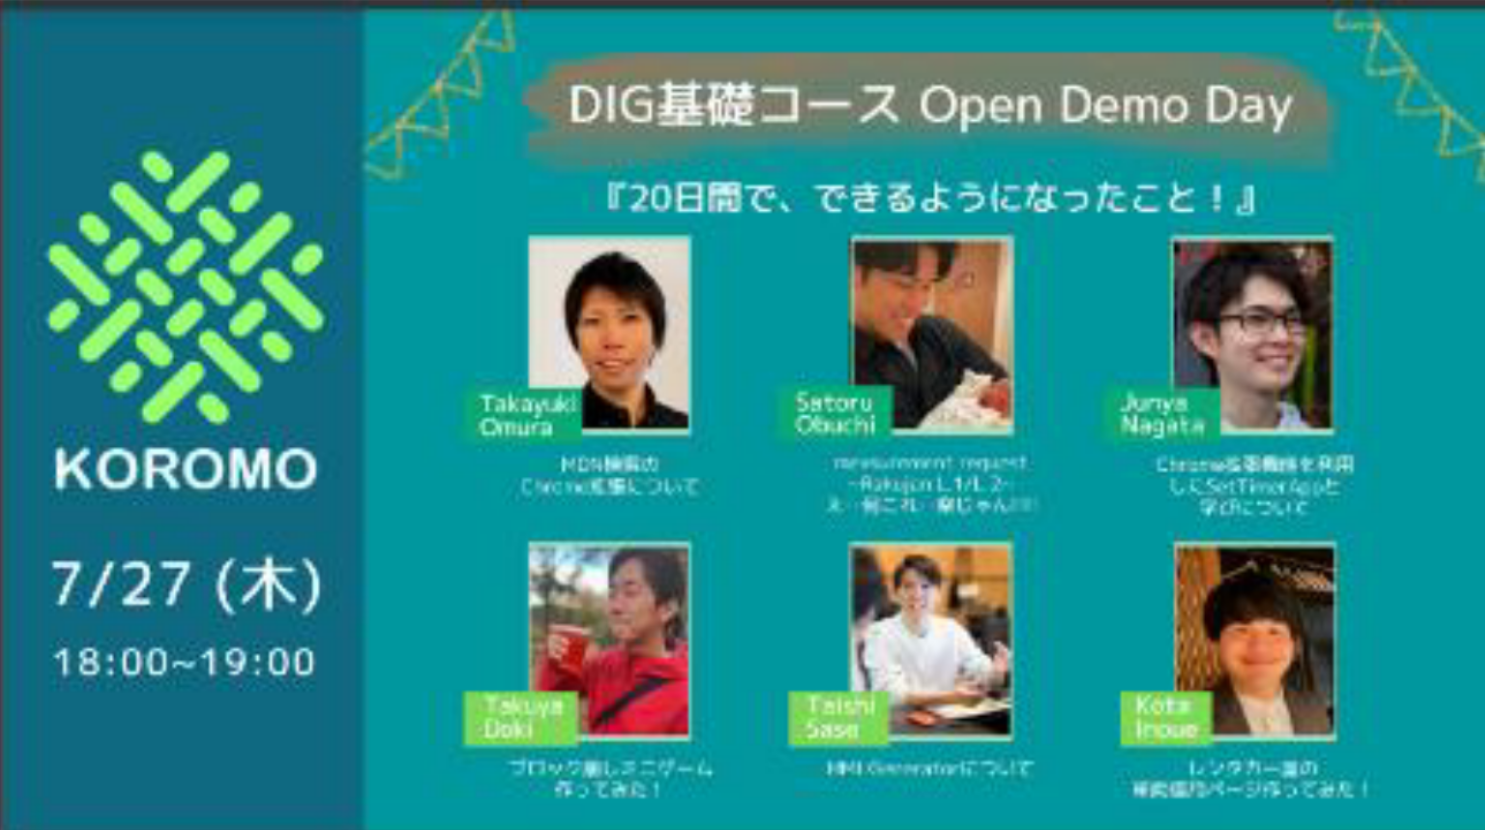 DIG基礎コース Open Demo Day
『20日間で、できるようになったこと！』
KOROMO
7/27 (木)
18:00~19:00
Takayuki
Omura
MDN検索の
Chrome拡張について
Satoru
Obuchi
measurement request
~Rakujan L1/L2~
え…何これ…楽じゃん!!!
Junya
Nagata
Chrome拡張機能を利用
したSetTimerAppと
学びについて
Takuya
Doki
ブロック崩しミニゲーム
作ってみた！
Taishi
Sase
Generatorについて
Kota
Inoue
レンタカー屋の
ページ作ってみた！